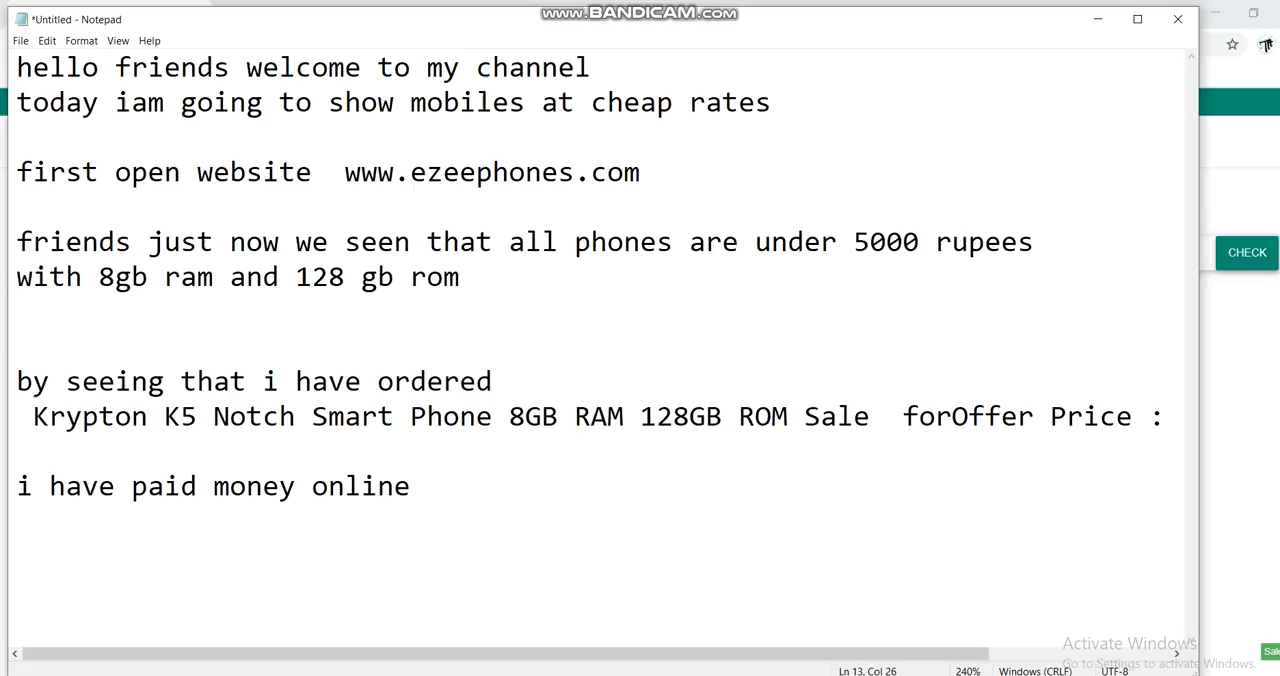 www.BANDICAM.com
*Untitled - Notepad
File Edit Format View Help
hello friends welcome to my channel
today iam going to show mobiles at cheap rates
first open website  www.ezeephones.com
friends just now we seen that all phones are under 5000 rupees
with 8gb ram and 128 gb rom
CHECK
by seeing that i have ordered
Krypton K5 Notch Smart Phone 8GB RAM 128GB ROM Sale  forOffer Price :
i have paid money online
Activate Windows
Go to Settings to activate Windows.
Ln 13, Col 26 240% Windows (CRLF) UTF-8